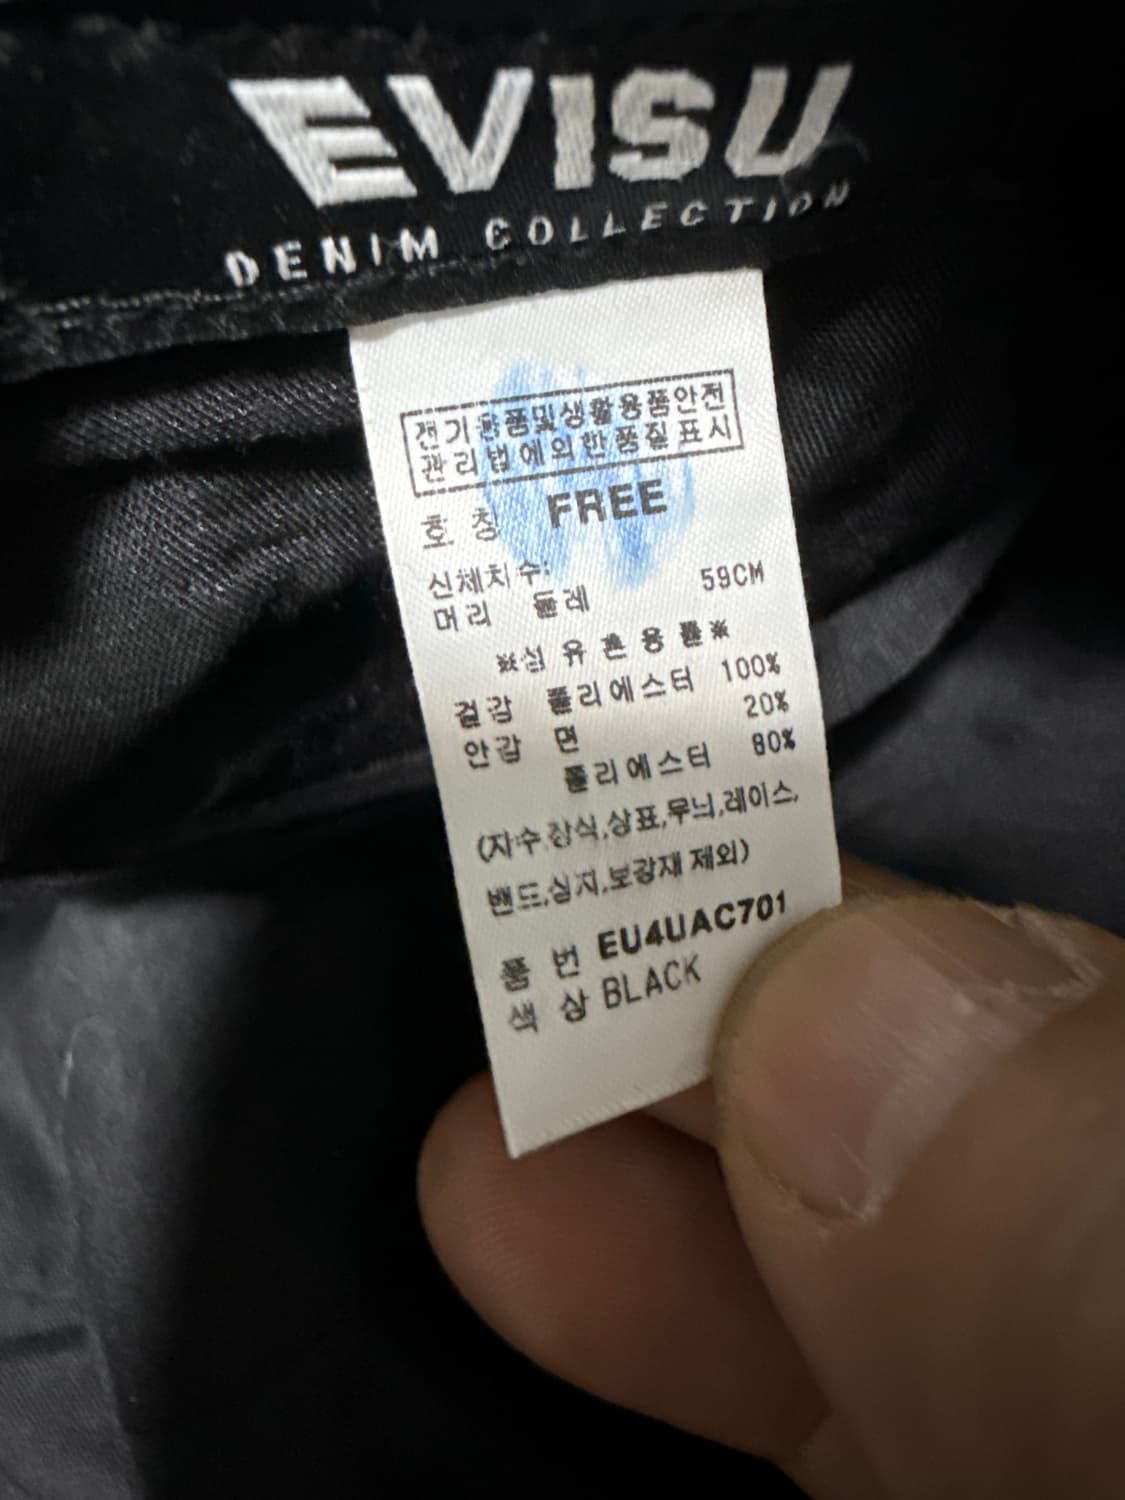 EVISU
DENIM COLLECTION
전기용품및생활용품안전
관리법에의한품질표시
호 칭 FREE
신체치수:
머리 둘레 59CM
※섬 유 혼 용 률※
겉감 폴리에스터 100%
안감 면 20%
폴리에스터 80%
(자수,장식,상표,무늬,레이스,
밴드,심지,보강재 제외)
품 번 EU4UAC701
색 상 BLACK